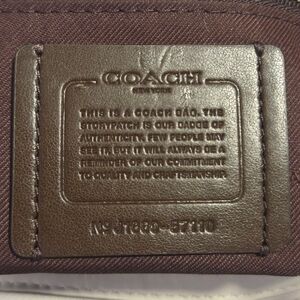 COACH
NEW YORK
THIS IS A COACH BAG. THE
STORYPATCH IS OUR BADGE OF
AUTHENTICITY. FEW PEOPLE MAY
SEE IT, BUT IT WILL ALWAYS BE A
REMINDER OF OUR COMMITMENT
TO QUALITY AND CRAFTSMANSHIP.